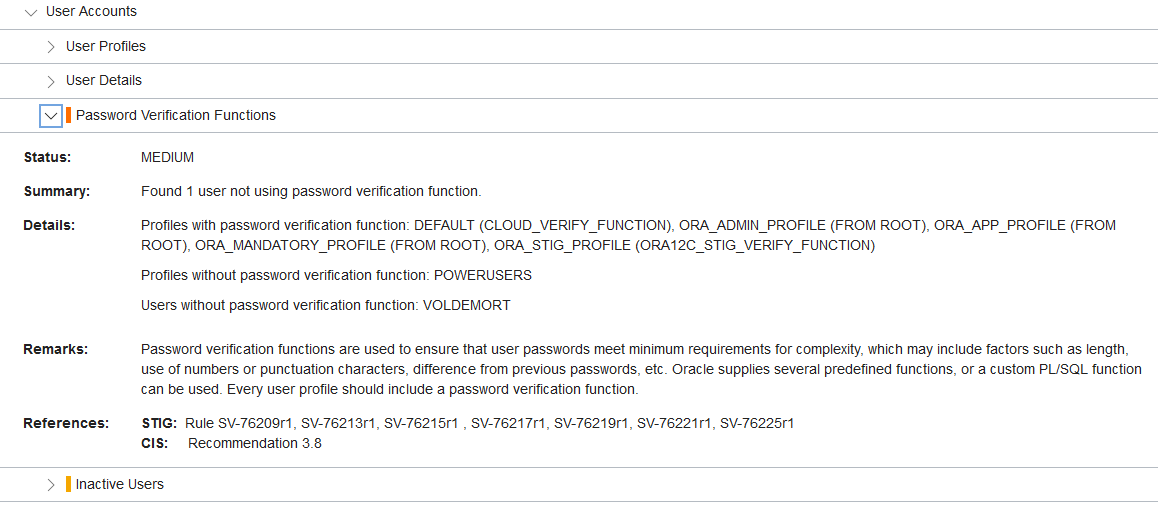 User Accounts
User Profiles
User Details
Password Verification Functions
Status: MEDIUM
Summary: Found 1 user not using password verification function.
Details: Profiles with password verification function: DEFAULT (CLOUD_VERIFY_FUNCTION), ORA_ADMIN_PROFILE (FROM ROOT), ORA_APP_PROFILE (FROM
ROOT), ORA_MANDATORY_PROFILE (FROM ROOT), ORA_STIG_PROFILE (ORA12C_STIG_VERIFY_FUNCTION)
Profiles without password verification function: POWERUSERS
Users without password verification function: VOLDEMORT
Remarks: Password verification functions are used to ensure that user passwords meet minimum requirements for complexity, which may include factors such as length,
use of numbers or punctuation characters, difference from previous passwords, etc. Oracle supplies several predefined functions, or a custom PL/SQL function
can be used. Every user profile should include a password verification function.
References: STIG: Rule SV-76209r1, SV-76213r1, SV-76215r1 , SV-76217r1, SV-76219r1, SV-76221r1, SV-76225r1
CIS: Recommendation 3.8
Inactive Users